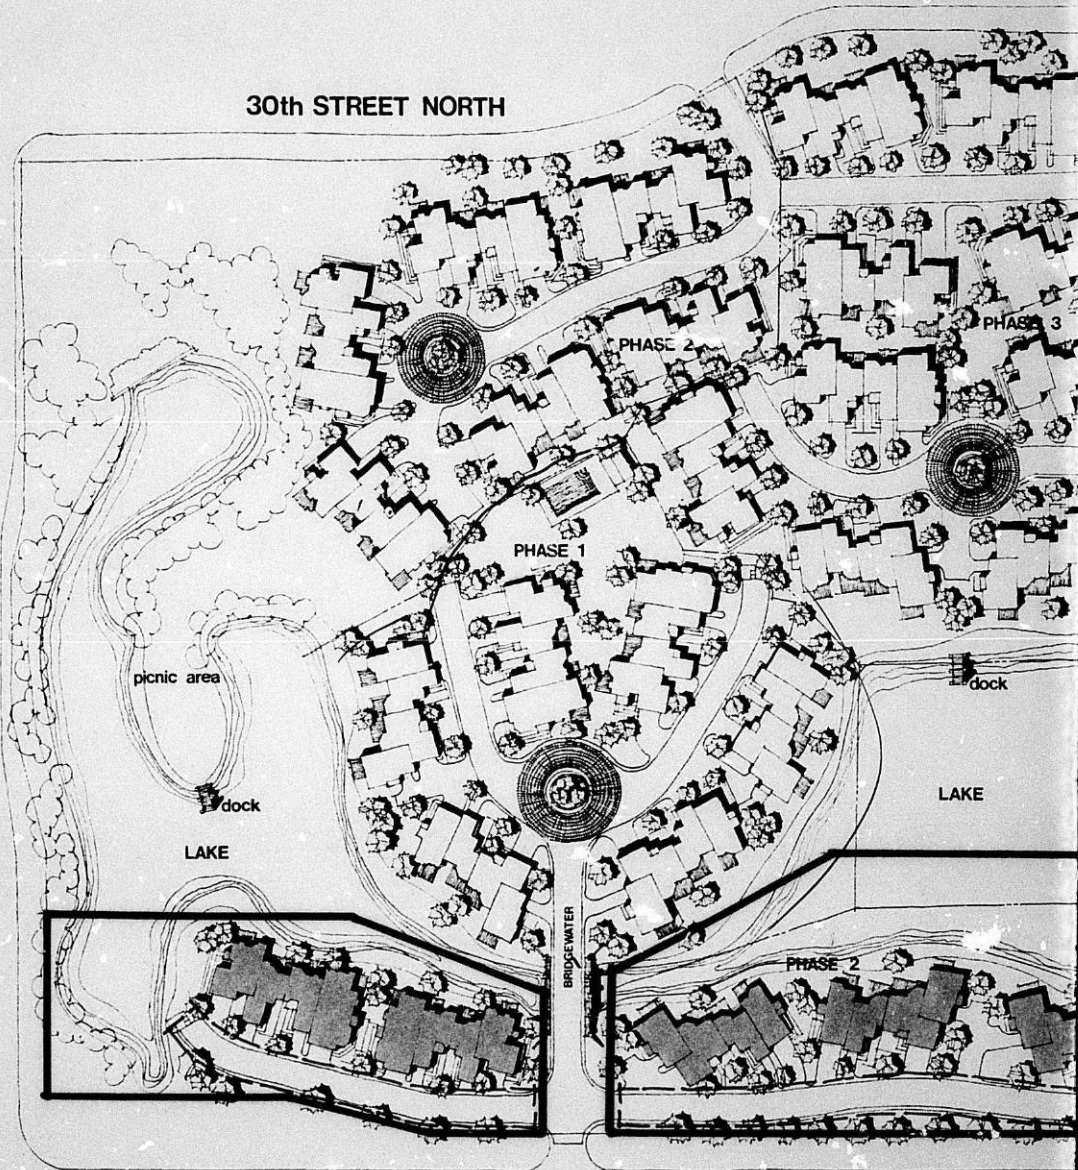 30th STREET NORTH
PHASE 2
PHASE 3
PHASE 1
picnic area
dock
dock
LAKE
LAKE
BRIDGEWATER
PHASE 2